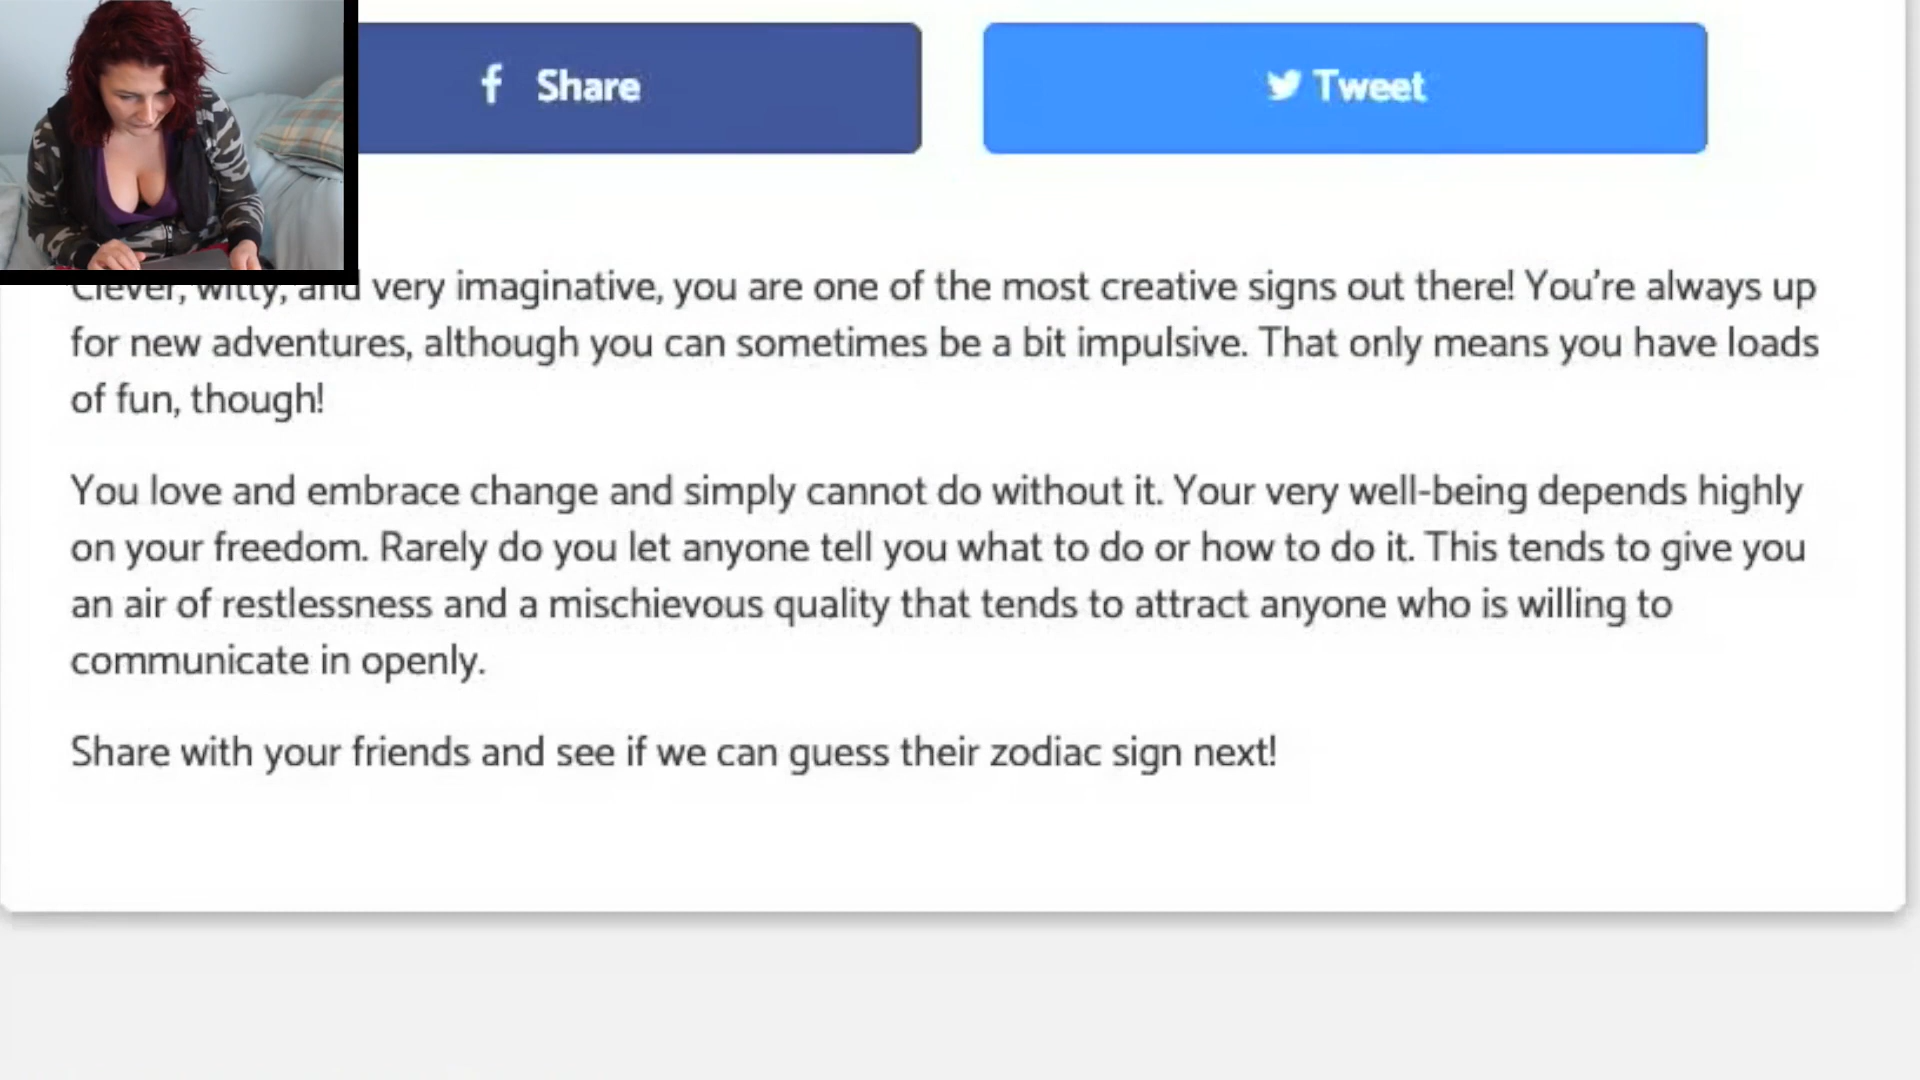 Share
Tweet
Clever, witty, and very imaginative, you are one of the most creative signs out there! You're always up
for new adventures, although you can sometimes be a bit impulsive. That only means you have loads
of fun, though!
You love and embrace change and simply cannot do without it. Your very well-being depends highly
on your freedom. Rarely do you let anyone tell you what to do or how to do it. This tends to give you
an air of restlessness and a mischievous quality that tends to attract anyone who is willing to
communicate in openly.
Share with your friends and see if we can guess their zodiac sign next!